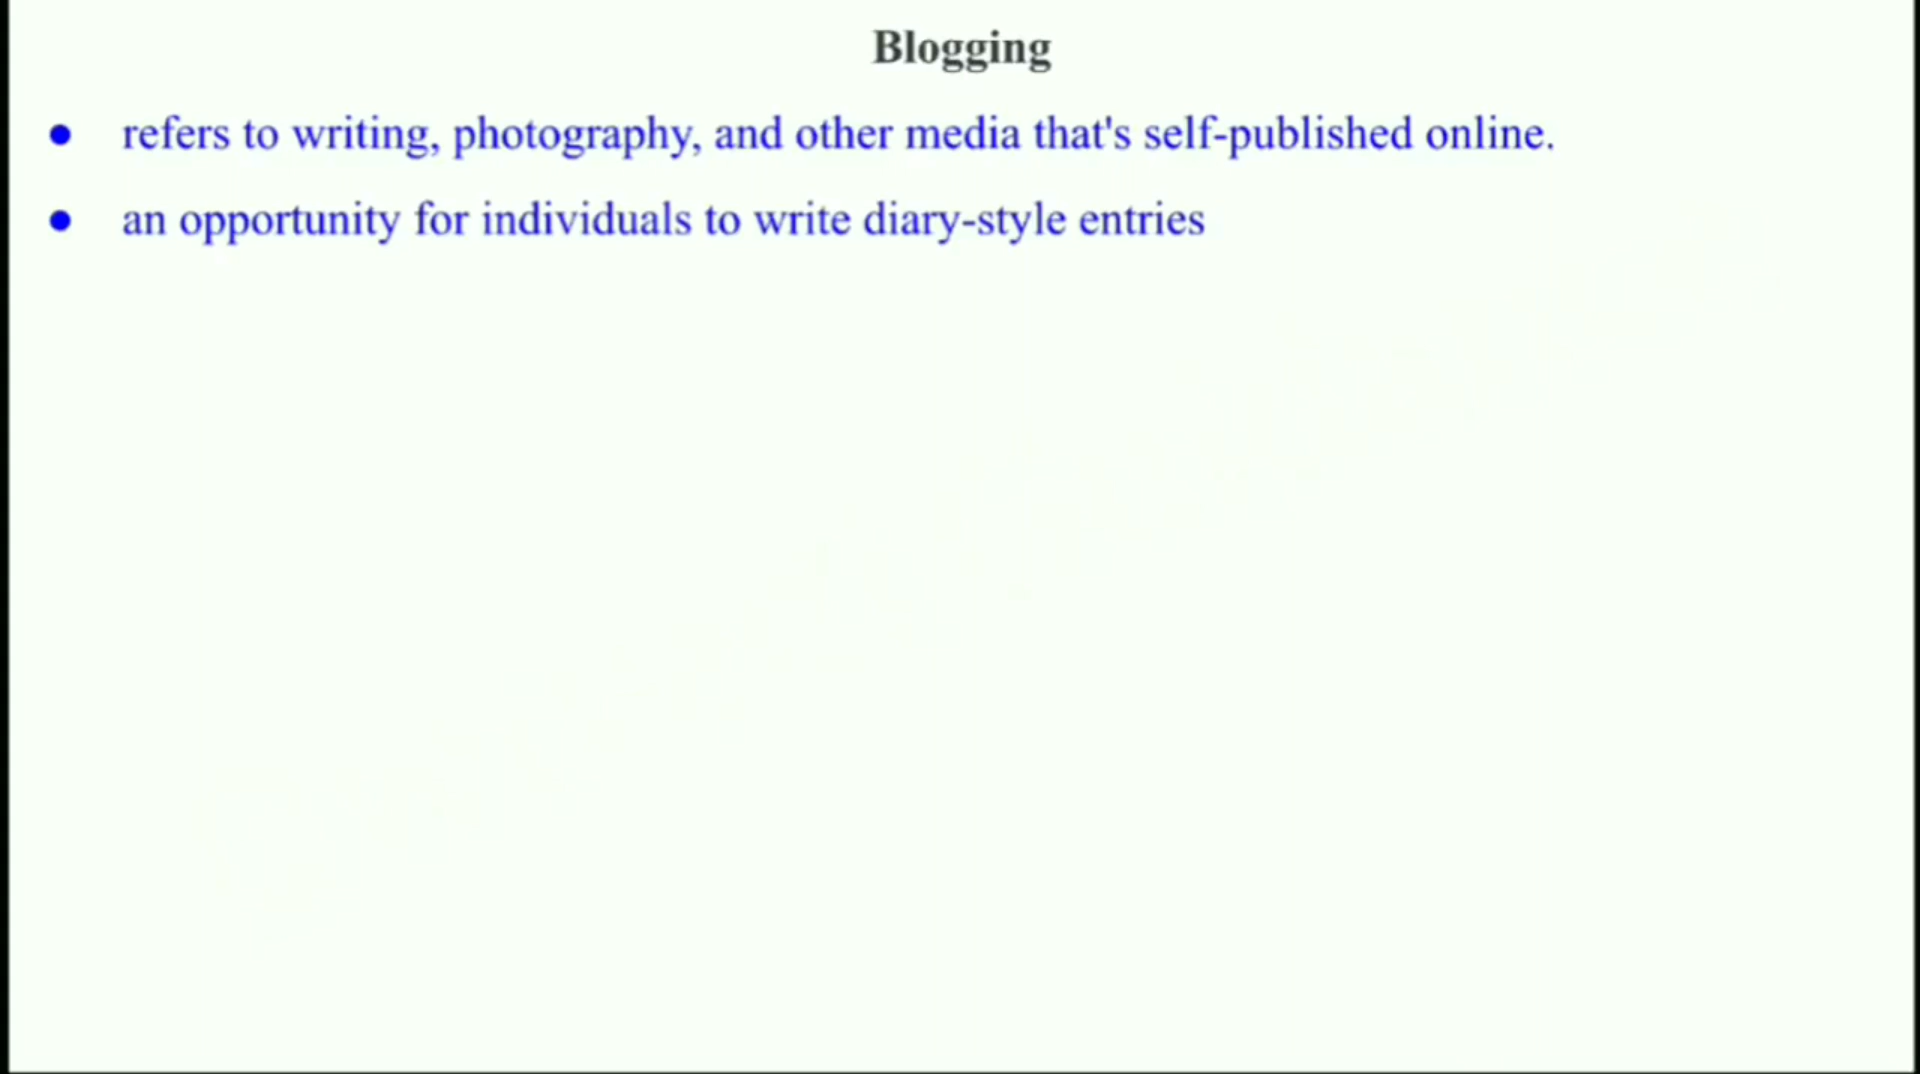 Blogging
● refers to writing, photography, and other media that's self-published online.
● an opportunity for individuals to write diary-style entries